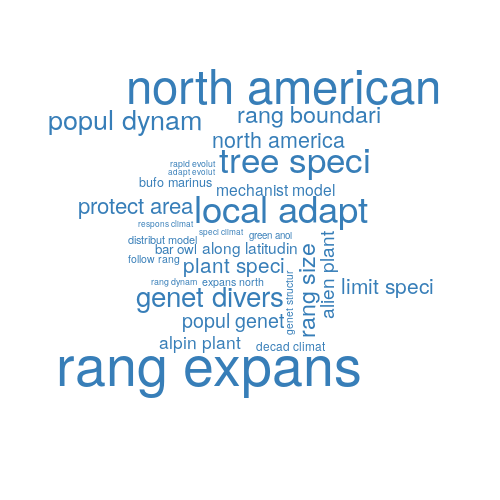 north american
popul dynam
rang boundari
north america
rapid evolut
tree speci
adapt evolut
bufo marinus
mechanist model
protect area
local adapt
respons climat
speci climat
green anol
distribut model
bar owl
along latitudin
follow rang
plant speci
rang size
alien plant
rang dynam
expans north
genet structur
limit speci
genet divers
popul genet
alpin plant
decad climat
rang expans